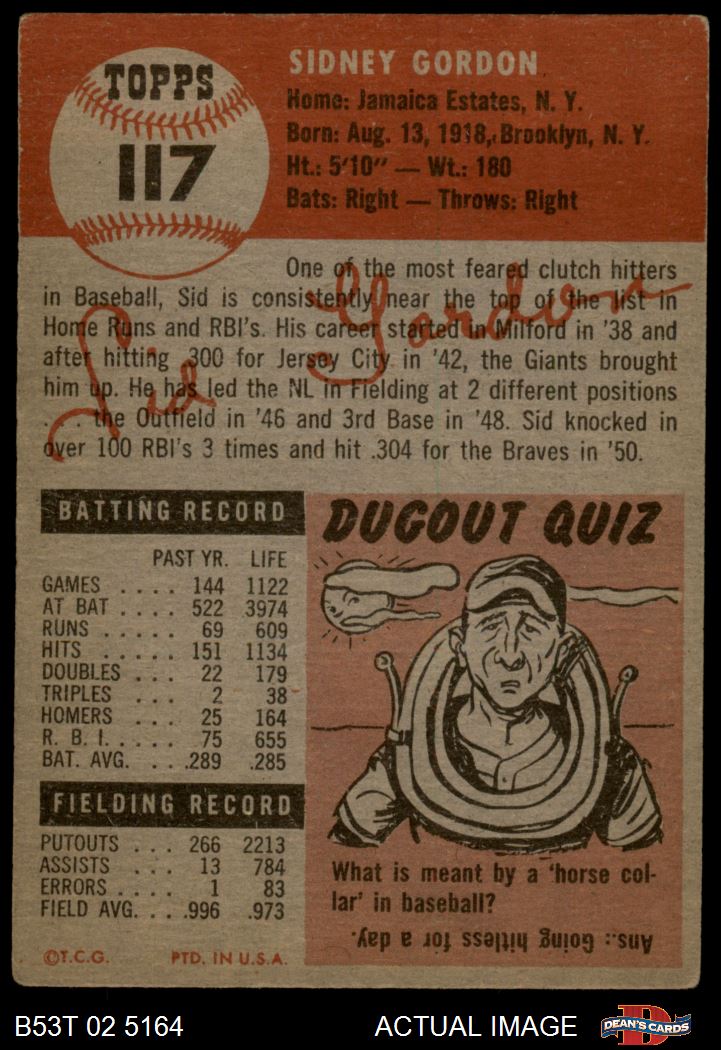 TOPPS
117
SIDNEY GORDON
Home: Jamaica Estates, N. Y.
Born: Aug. 13, 1918, Brooklyn, N. Y.
Ht.: 5'10" — Wt.: 180
Bats: Right — Throws: Right
One of the most feared clutch hitters
in Baseball, Sid is consistently near the top of the list in
Home Runs and RBI's. His career started in Milford in '38 and
after hitting .300 for Jersey City in '42, the Giants brought
him up. He has led the NL in Fielding at 2 different positions
. . . the Outfield in '46 and 3rd Base in '48. Sid knocked in
over 100 RBI's 3 times and hit .304 for the Braves in '50.
Sid Gordon
BATTING RECORD
PAST YR. LIFE
GAMES . . . . 144 1122
AT BAT . . . . 522 3974
RUNS . . . . . 69 609
HITS . . . . . 151 1134
DOUBLES . . . 22 179
TRIPLES . . . 2 38
HOMERS . . . 25 164
R. B. I. . . . . 75 655
BAT. AVG. . . .289 .285
FIELDING RECORD
PUTOUTS . . . 266 2213
ASSISTS . . . 13 784
ERRORS . . . . 1 83
FIELD AVG. . . .996 .973
©T.C.G. PTD. IN U.S.A.
DUGOUT QUIZ
What is meant by a 'horse col-
lar' in baseball?
Ans.: Going hitless for a day.
B53T 02 5164 ACTUAL IMAGE
D
DEAN'S CARDS